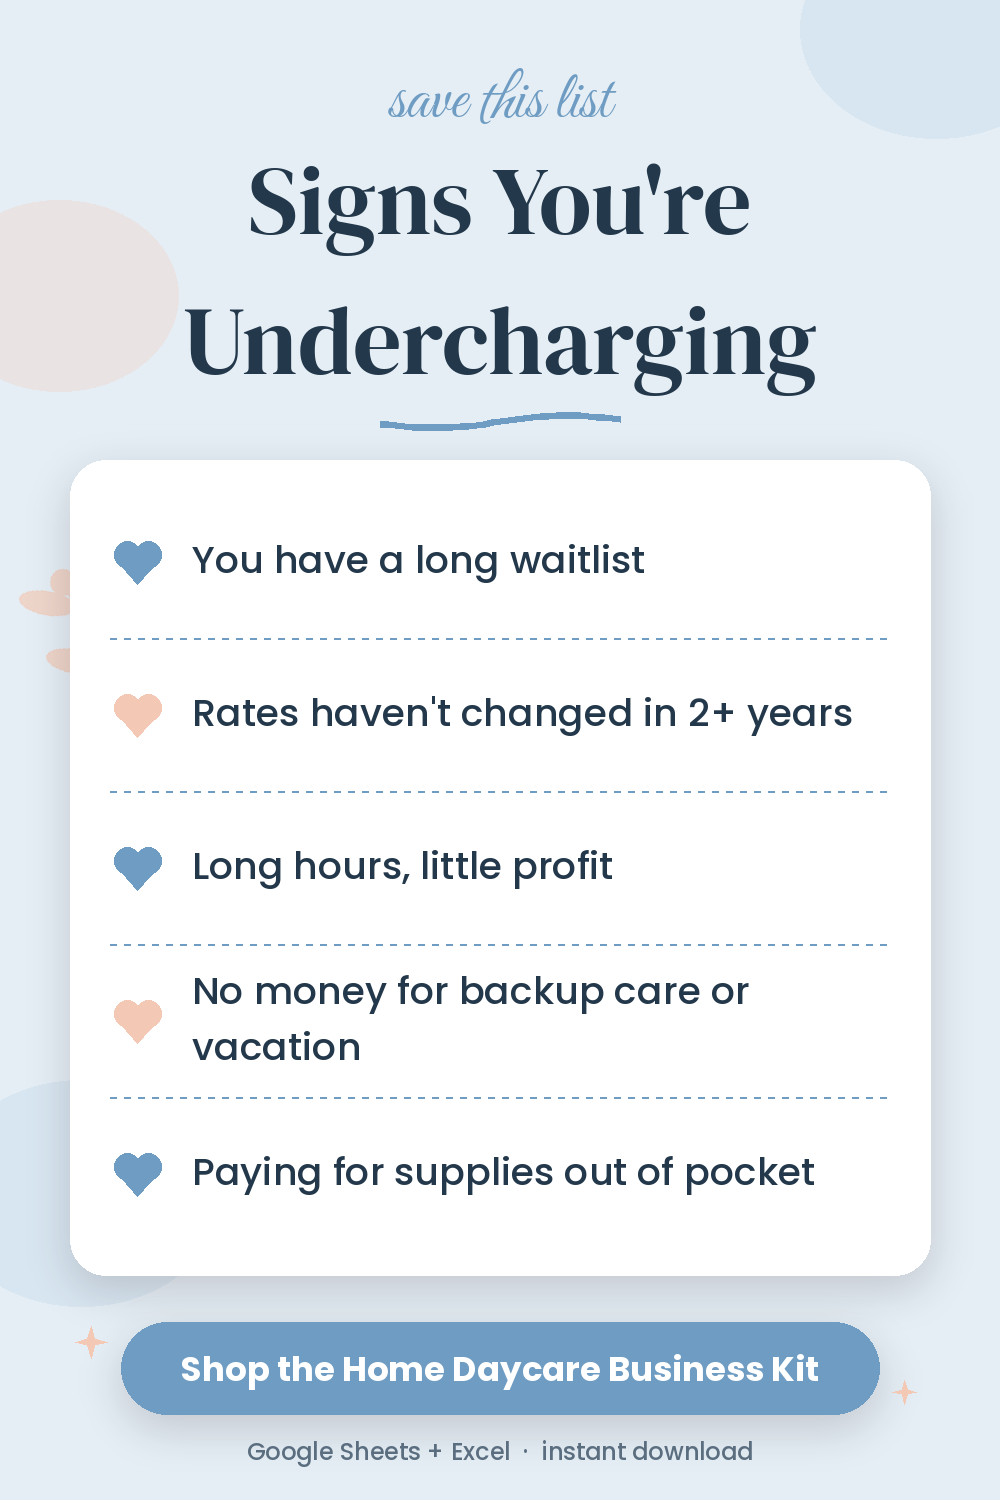 save this list
Signs You're
Undercharging
You have a long waitlist
Rates haven't changed in 2+ years
Long hours, little profit
No money for backup care or
vacation
Paying for supplies out of pocket
Shop the Home Daycare Business Kit
Google Sheets + Excel · instant download